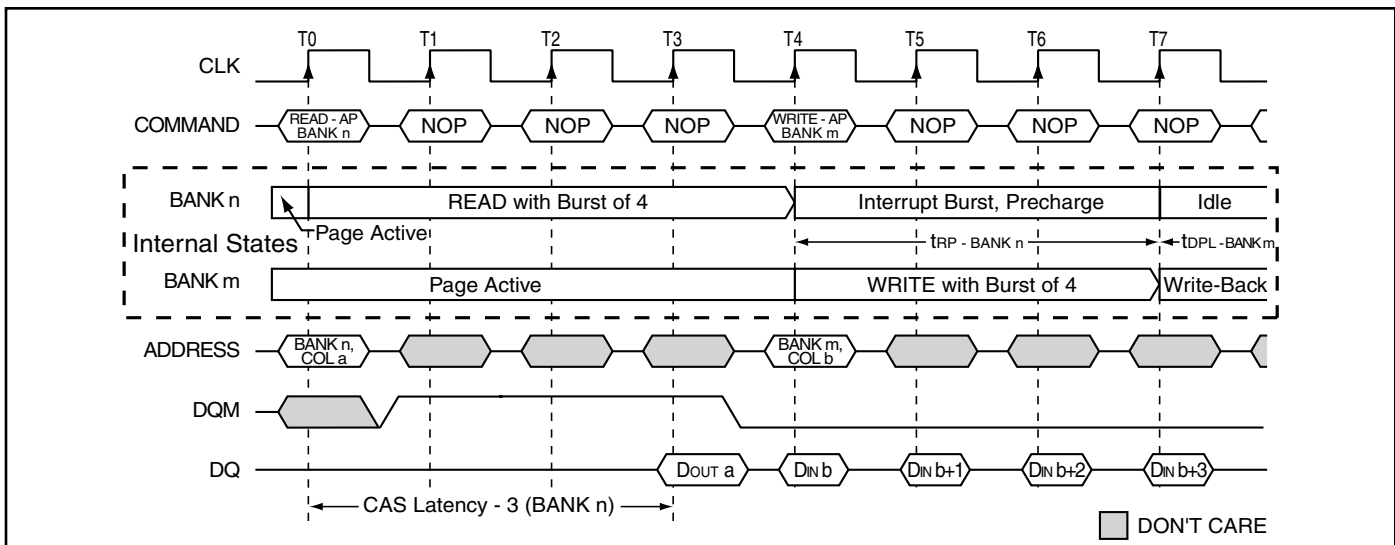 T0 T1 T2 T3 T4 T5 T6 T7
CLK
COMMAND READ - AP NOP NOP NOP WRITE - AP NOP NOP NOP
BANK n BANK m
BANK n READ with Burst of 4 Interrupt Burst, Precharge Idle
Page Active
Internal States tRP - BANK n tDPL - BANK m
BANK m Page Active WRITE with Burst of 4 Write-Back
ADDRESS BANK n, BANK m,
COL a COL b
DQM
DQ DOUT a DIN b DIN b+1 DIN b+2 DIN b+3
CAS Latency - 3 (BANK n)
DON'T CARE